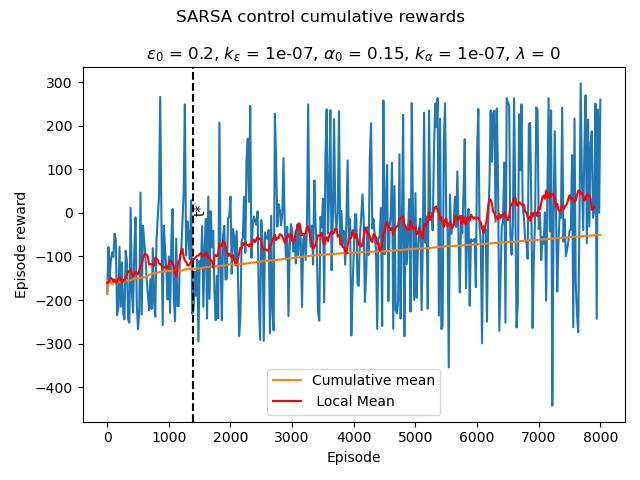 SARSA control cumulative rewards
ε₀ = 0.2, kε = 1e-07, α₀ = 0.15, kα = 1e-07, λ = 0
Episode reward
300
200
100
0
−100
−200
−300
−400
t*
Cumulative mean
Local Mean
0 1000 2000 3000 4000 5000 6000 7000 8000
Episode